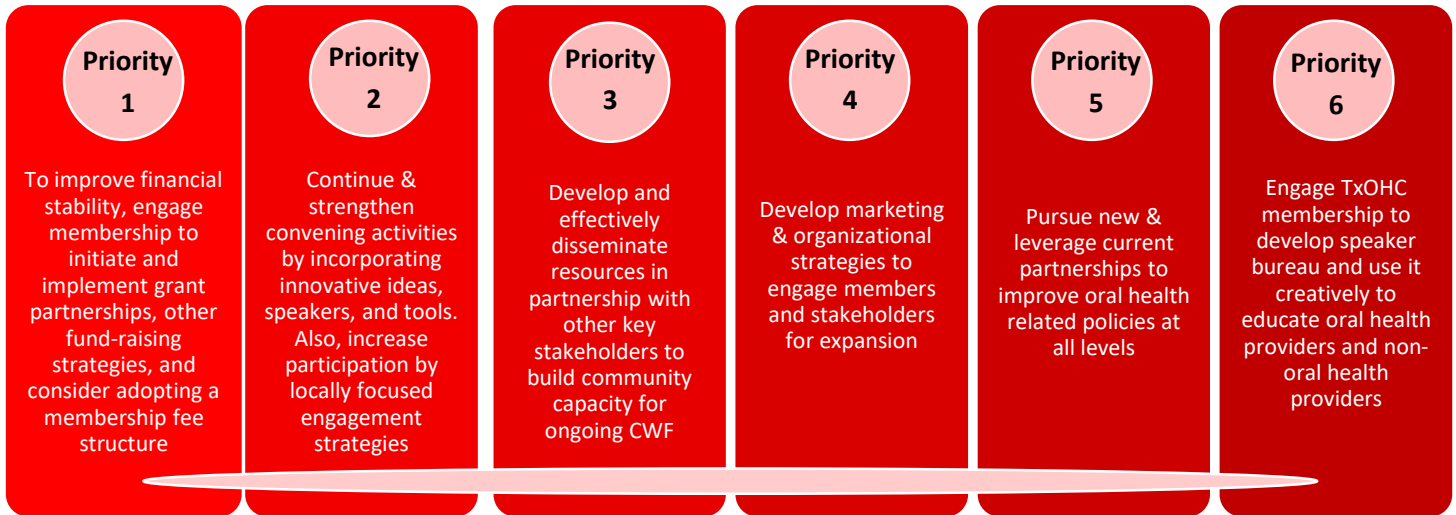 Priority
1
To improve financial
stability, engage
membership to
initiate and
implement grant
partnerships, other
fund-raising
strategies, and
consider adopting a
membership fee
structure
Priority
2
Continue &
strengthen
convening activities
by incorporating
innovative ideas,
speakers, and tools.
Also, increase
participation by
locally focused
engagement
strategies
Priority
3
Develop and
effectively
disseminate
resources in
partnership with
other key
stakeholders to
build community
capacity for
ongoing CWF
Priority
4
Develop marketing
& organizational
strategies to
engage members
and stakeholders
for expansion
Priority
5
Pursue new &
leverage current
partnerships to
improve oral health
related policies at
all levels
Priority
6
Engage TxOHC
membership to
develop speaker
bureau and use it
creatively to
educate oral health
providers and non-
oral health
providers